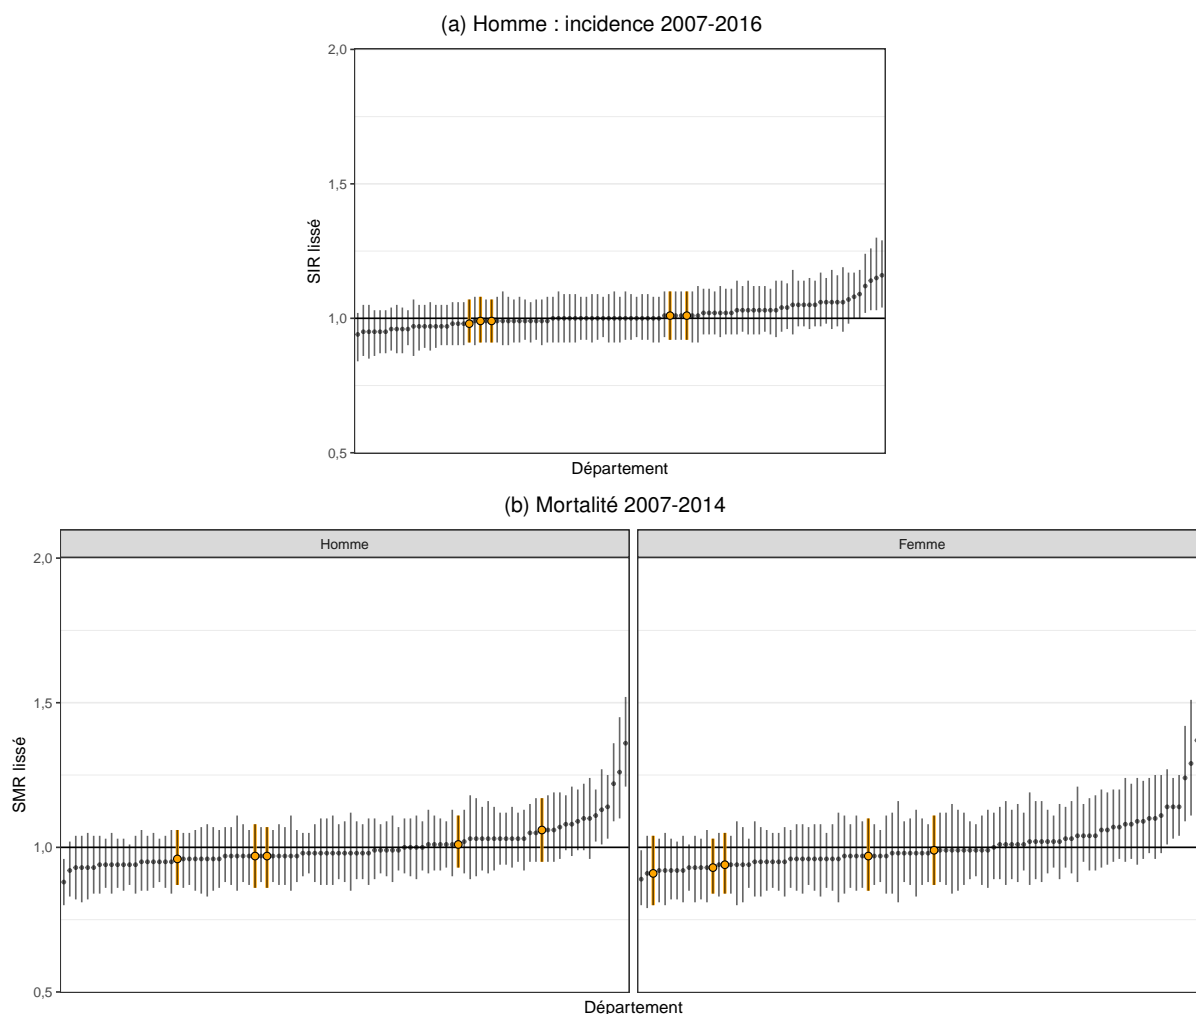 (a) Homme : incidence 2007-2016
2,0
1,5
1,0
0,5
SIR lissé
Département
(b) Mortalité 2007-2014
Homme
Femme
2,0
1,5
1,0
0,5
SMR lissé
Département